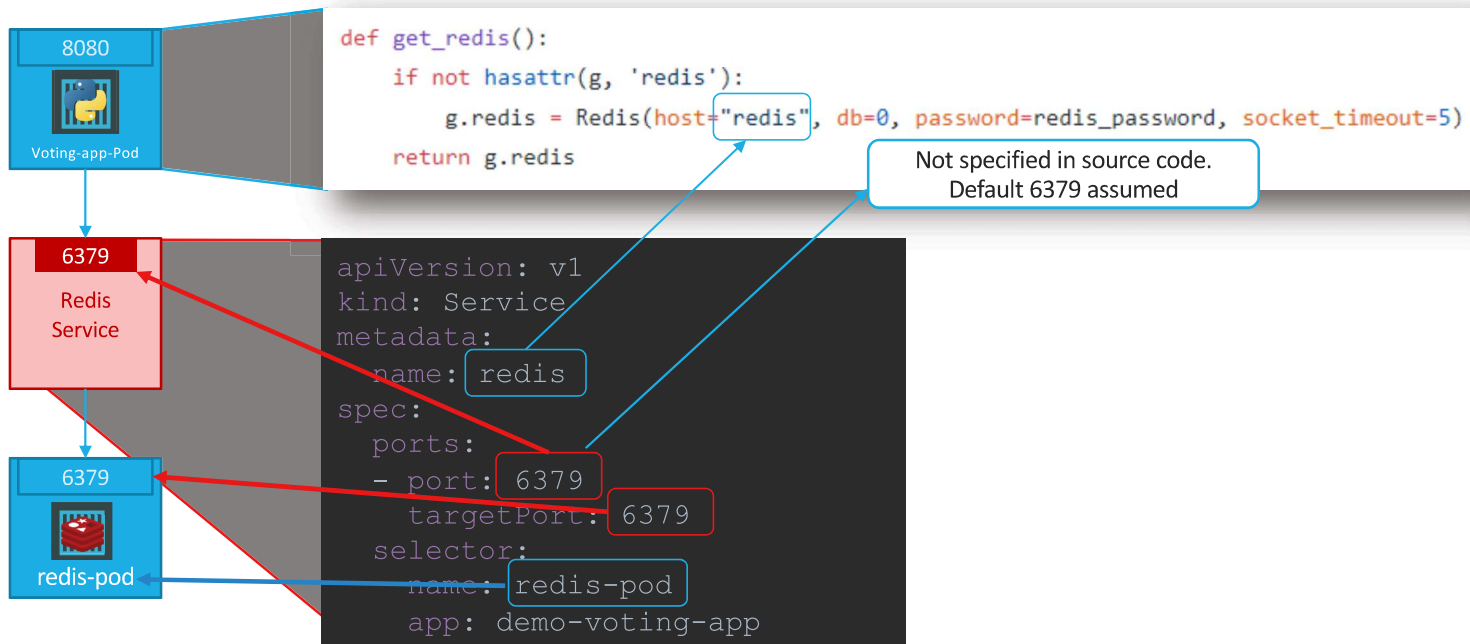 8080
Voting-app-Pod
def get_redis():
    if not hasattr(g, 'redis'):
        g.redis = Redis(host="redis", db=0, password=redis_password, socket_timeout=5)
    return g.redis
Not specified in source code.
Default 6379 assumed
6379
Redis
Service
apiVersion: v1
kind: Service
metadata:
  name: redis
spec:
  ports:
  - port: 6379
    targetPort: 6379
  selector:
    name: redis-pod
    app: demo-voting-app
6379
redis-pod